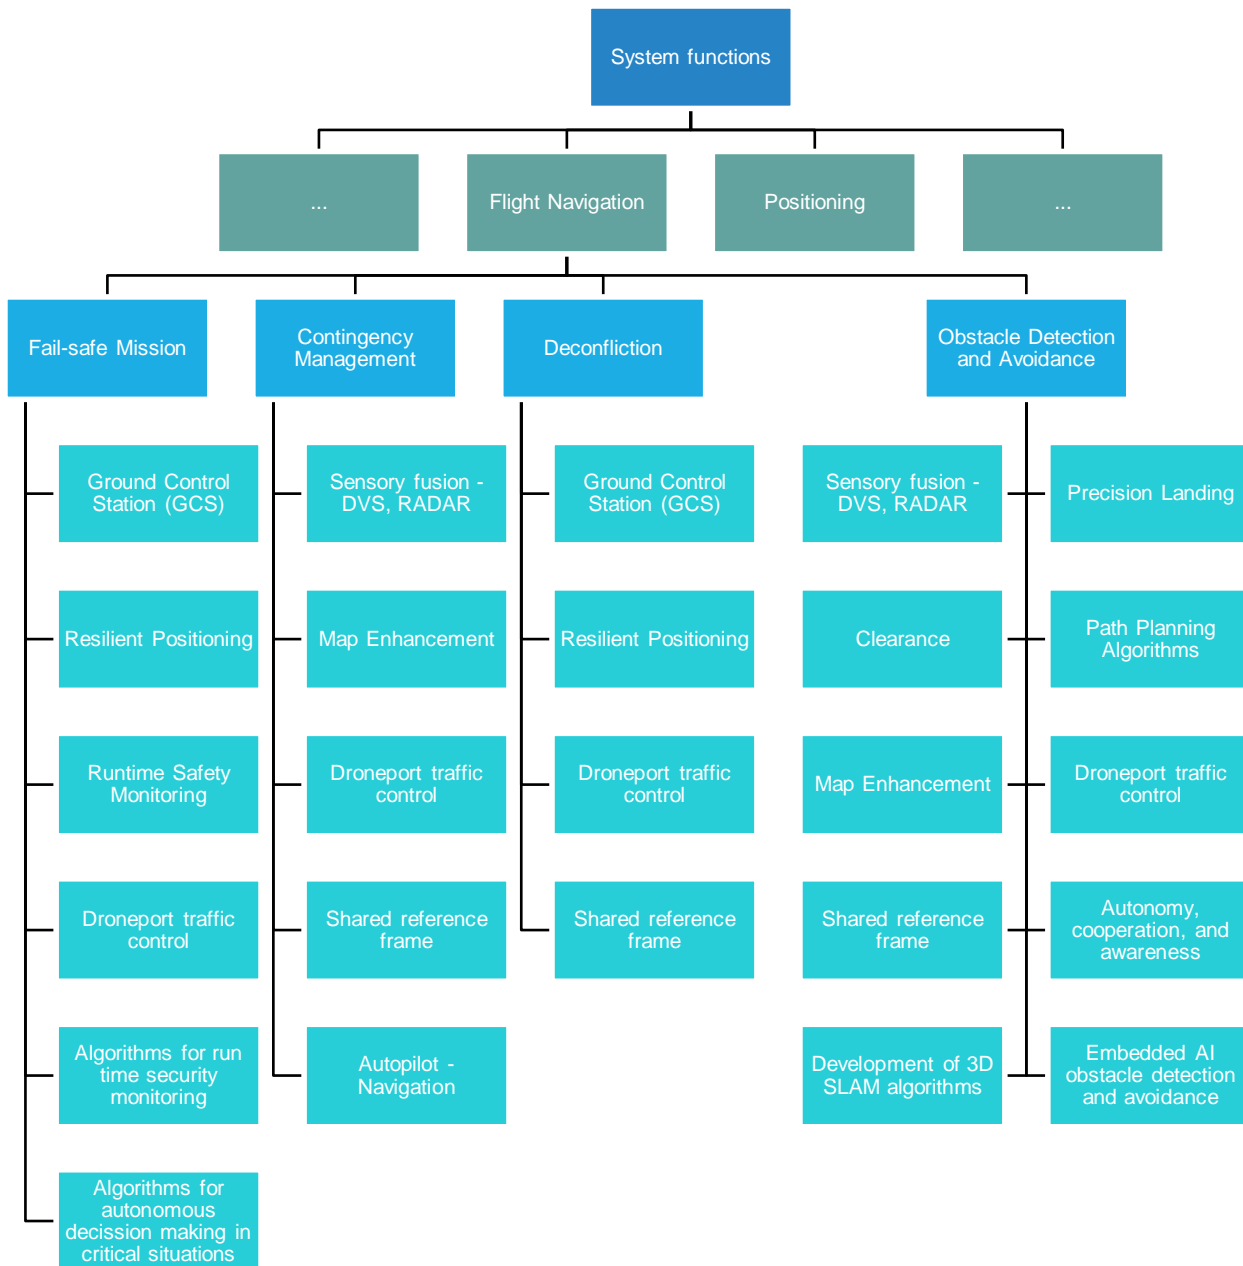 System functions
...
Flight Navigation
Positioning
...
Fail-safe Mission
Contingency
Management
Deconfliction
Obstacle Detection
and Avoidance
Ground Control
Station (GCS)
Resilient Positioning
Runtime Safety
Monitoring
Droneport traffic
control
Algorithms for run
time security
monitoring
Algorithms for
autonomous
decission making in
critical situations
Sensory fusion -
DVS, RADAR
Map Enhancement
Droneport traffic
control
Shared reference
frame
Autopilot -
Navigation
Ground Control
Station (GCS)
Resilient Positioning
Droneport traffic
control
Shared reference
frame
Sensory fusion -
DVS, RADAR
Clearance
Map Enhancement
Shared reference
frame
Development of 3D
SLAM algorithms
Precision Landing
Path Planning
Algorithms
Droneport traffic
control
Autonomy,
cooperation, and
awareness
Embedded AI
obstacle detection
and avoidance